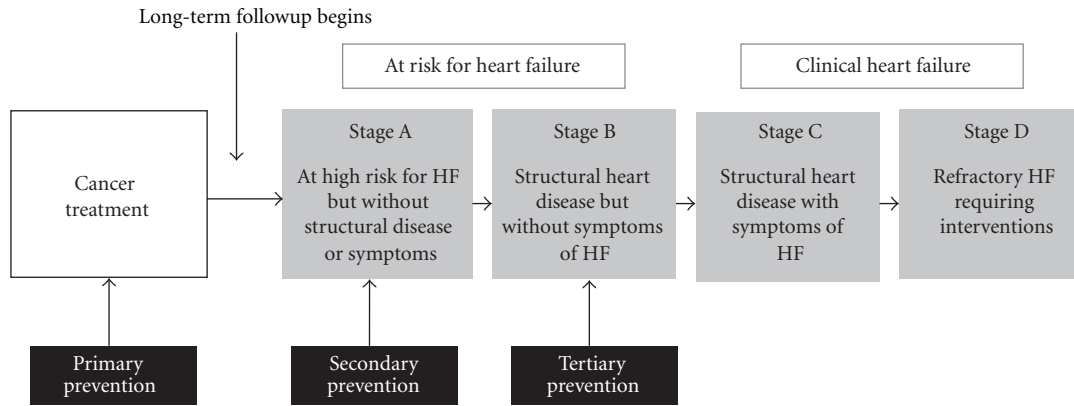 Long-term followup begins
At risk for heart failure
Clinical heart failure
Cancer
treatment
Stage A
At high risk for HF
but without
structural disease
or symptoms
Stage B
Structural heart
disease but
without symptoms
of HF
Stage C
Structural heart
disease with
symptoms of
HF
Stage D
Refractory HF
requiring
interventions
Primary
prevention
Secondary
prevention
Tertiary
prevention